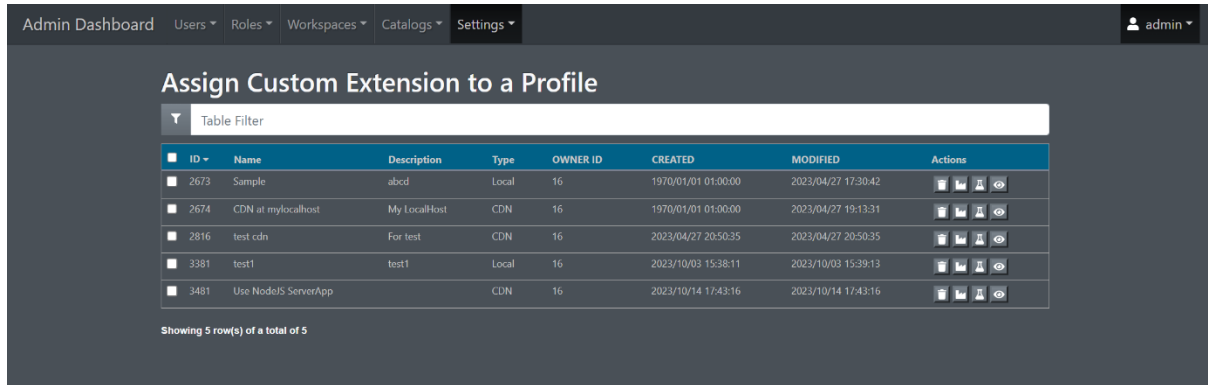 Admin Dashboard Users Roles Workspaces Catalogs Settings admin
Assign Custom Extension to a Profile
Table Filter
ID Name Description Type OWNER ID CREATED MODIFIED Actions
2673 Sample abcd Local 16 1970/01/01 01:00:00 2023/04/27 17:30:42
2674 CDN at mylocalhost My LocalHost CDN 16 1970/01/01 01:00:00 2023/04/27 19:13:31
2816 test cdn For test CDN 16 2023/04/27 20:50:35 2023/04/27 20:50:35
3381 test1 test1 Local 16 2023/10/03 15:38:11 2023/10/03 15:39:13
3481 Use NodeJS ServerApp CDN 16 2023/10/14 17:43:16 2023/10/14 17:43:16
Showing 5 row(s) of a total of 5